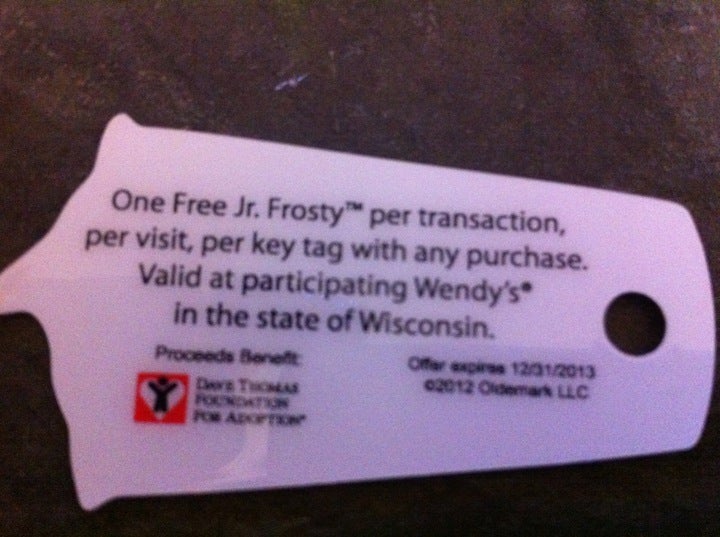 One Free Jr. Frosty™ per transaction,
per visit, per key tag with any purchase.
Valid at participating Wendy's®
in the state of Wisconsin.
Proceeds Benefit:
Dave Thomas
Foundation
For Adoption®
Offer expires 12/31/2013
©2012 Oldemark LLC